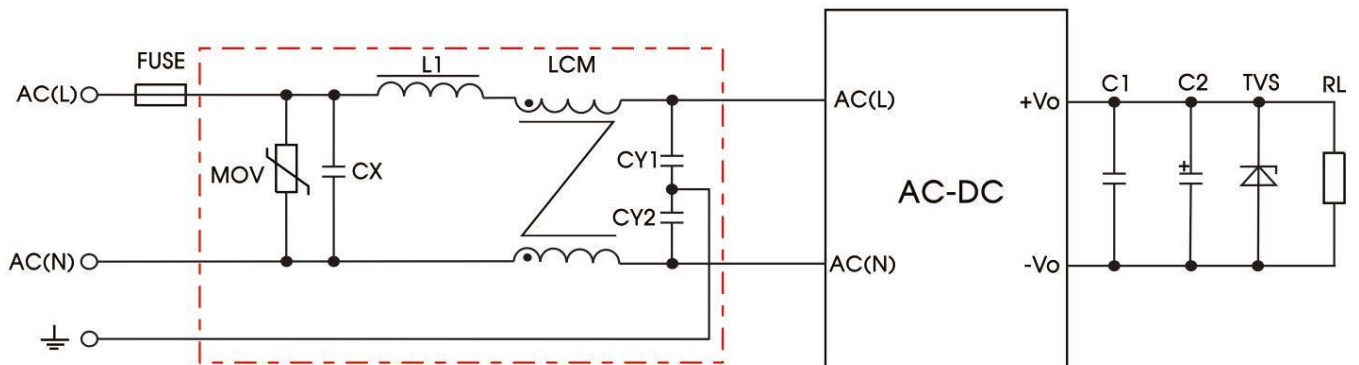 FUSE
L1
LCM
AC(L)
AC(L)
+Vo
C1
C2
TVS
RL
MOV
CX
CY1
+
AC-DC
CY2
AC(N)
AC(N)
-Vo